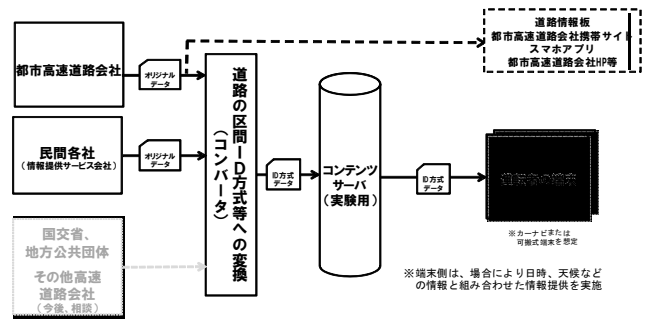 道路情報板
都市高速道路会社携帯サイト
スマホアプリ
都市高速道路会社HP等
都市高速道路会社
オリジナル
データ
民間各社
(情報提供サービス会社)
オリジナル
データ
道路の区間ID方式等への変換
(コンバータ)
ID方式
データ
コンテンツ
サーバ
(実験用)
ID方式
データ
運転者の端末
※カーナビまたは
可搬式端末を想定
国交省、
地方公共団体
その他高速
道路会社
(今後、相談)
※端末側は、場合により日時、天候など
の情報と組み合わせた情報提供を実施